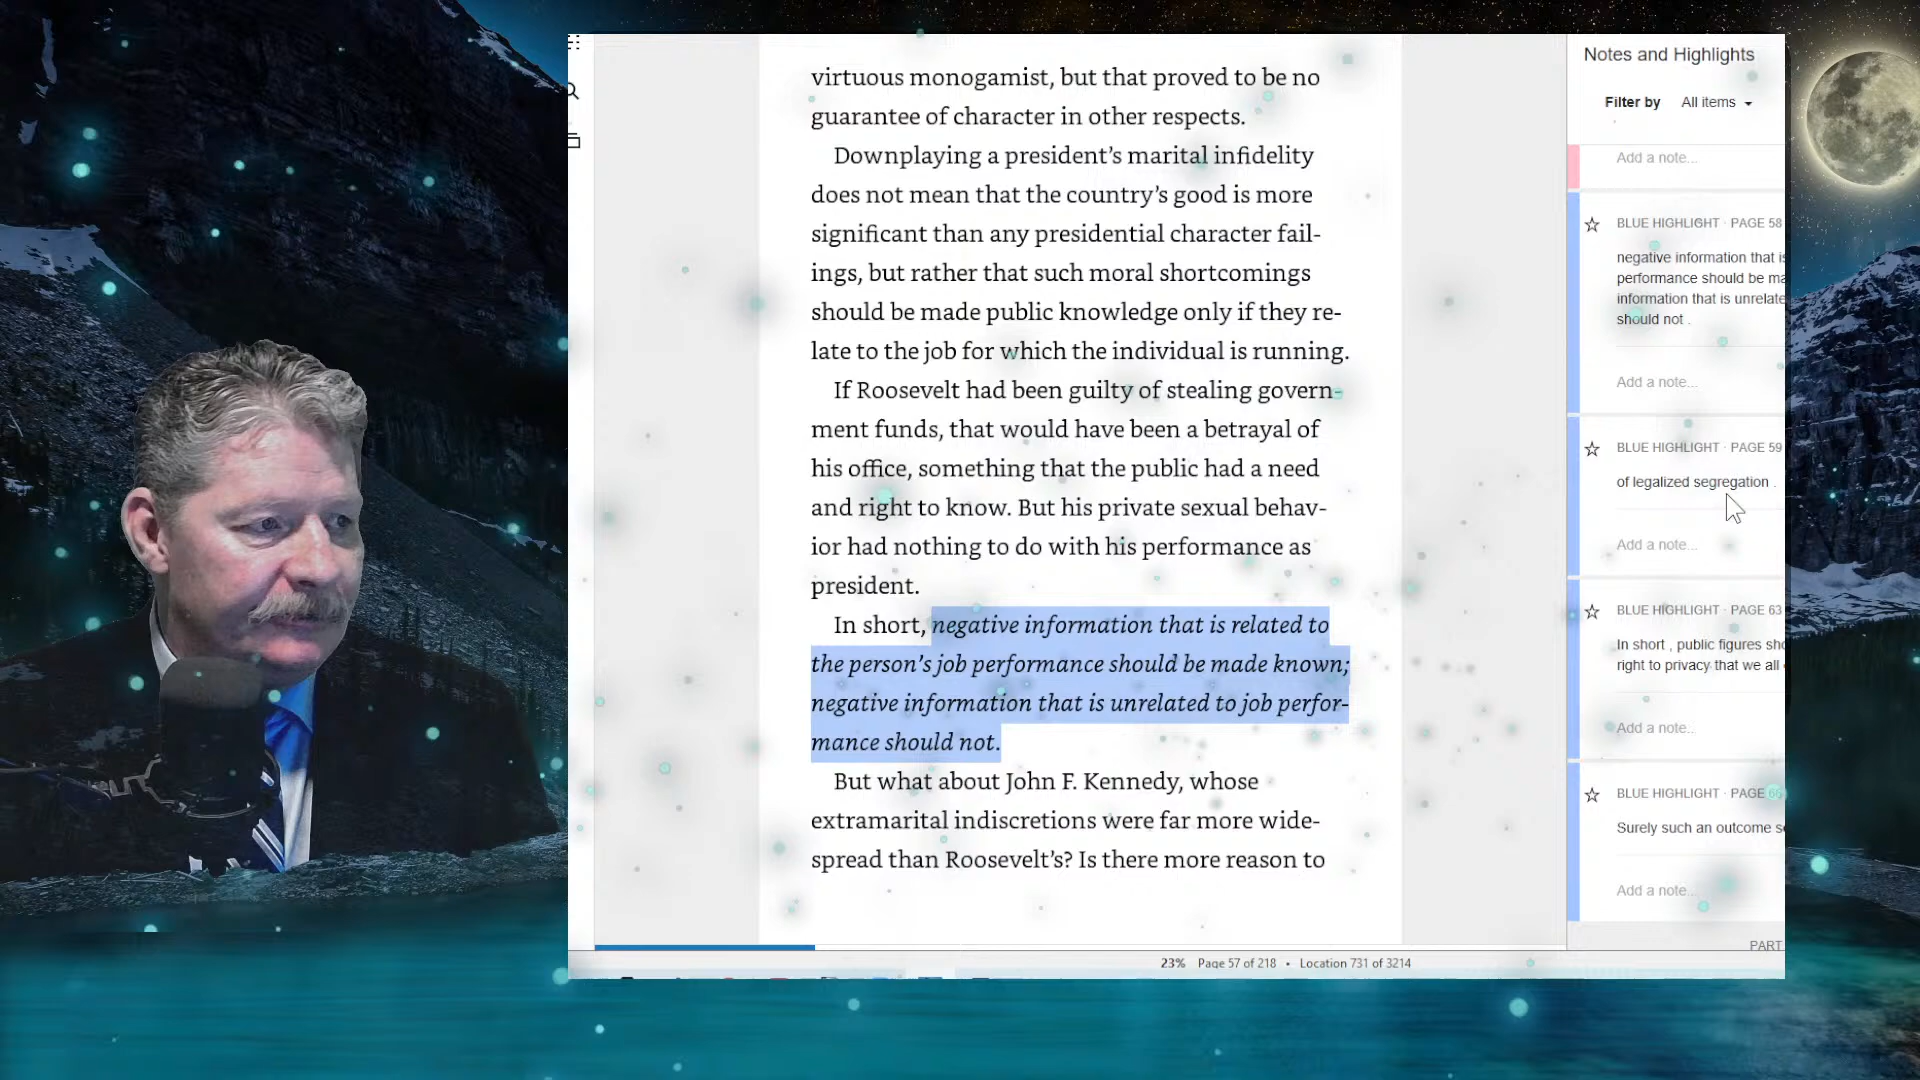 virtuous monogamist, but that proved to be no
guarantee of character in other respects.
Downplaying a president’s marital infidelity
does not mean that the country’s good is more
significant than any presidential character fail-
ings, but rather that such moral shortcomings
should be made public knowledge only if they re-
late to the job for which the individual is running.
If Roosevelt had been guilty of stealing govern-
ment funds, that would have been a betrayal of
his office, something that the public had a need
and right to know. But his private sexual behav-
ior had nothing to do with his performance as
president.
In short, negative information that is related to
the person’s job performance should be made known;
negative information that is unrelated to job perfor-
mance should not.
But what about John F. Kennedy, whose
extramarital indiscretions were far more wide-
spread than Roosevelt’s? Is there more reason to
23% Page 57 of 218 • Location 731 of 3214
Notes and Highlights
Filter by All items
Add a note...
BLUE HIGHLIGHT · PAGE 58
negative information that is
performance should be ma
information that is unrelate
should not .
Add a note...
BLUE HIGHLIGHT · PAGE 59
of legalized segregation .
Add a note...
BLUE HIGHLIGHT · PAGE 63
In short , public figures sho
right to privacy that we all
Add a note...
BLUE HIGHLIGHT · PAGE 66
Surely such an outcome s
Add a note...
PART